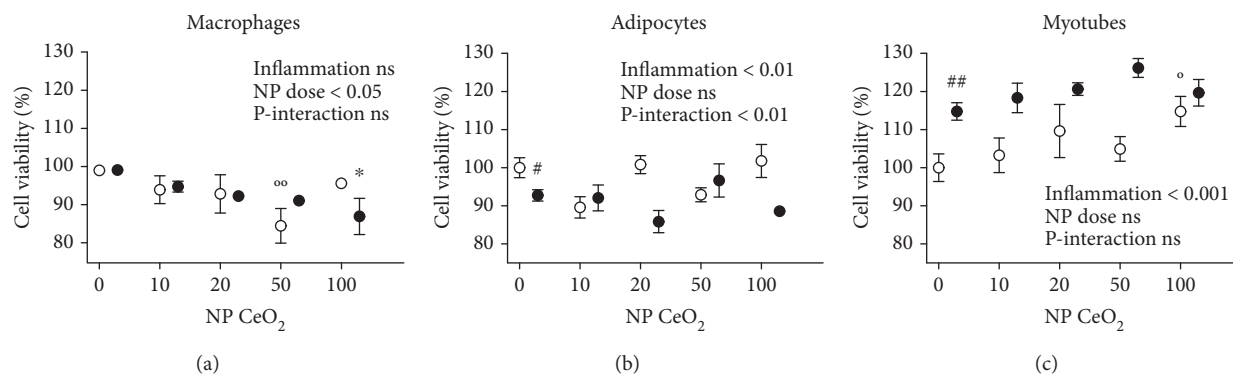 Macrophages
130
120
110
100
90
80
Cell viability (%)
Inflammation ns
NP dose < 0.05
P-interaction ns
oo
*
0 10 20 50 100
NP CeO2
(a)
Adipocytes
130
120
110
100
90
80
Cell viability (%)
Inflammation < 0.01
NP dose ns
P-interaction < 0.01
#
0 10 20 50 100
NP CeO2
(b)
Myotubes
130
120
110
100
90
80
Cell viability (%)
##
o
Inflammation < 0.001
NP dose ns
P-interaction ns
0 10 20 50 100
NP CeO2
(c)